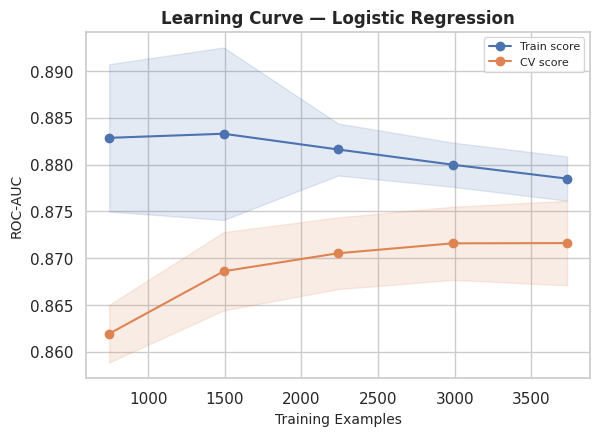 Learning Curve — Logistic Regression
Train score
CV score
ROC-AUC
0.890
0.885
0.880
0.875
0.870
0.865
0.860
1000 1500 2000 2500 3000 3500
Training Examples